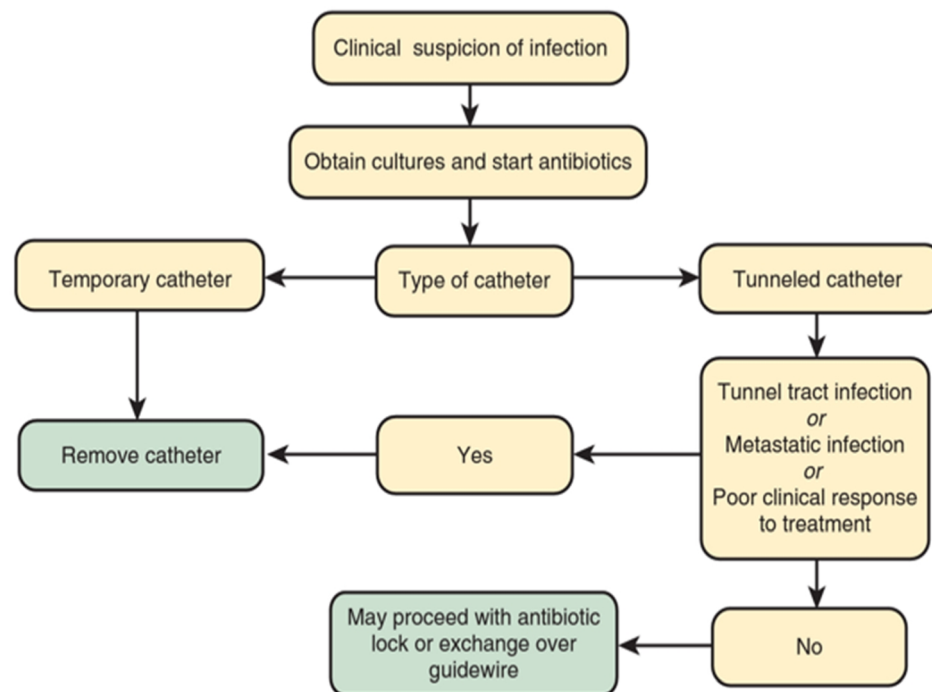 Clinical suspicion of infection
Obtain cultures and start antibiotics
Temporary catheter
Type of catheter
Tunneled catheter
Tunnel tract infection
or
Metastatic infection
or
Poor clinical response
to treatment
Remove catheter
Yes
May proceed with antibiotic
lock or exchange over
guidewire
No